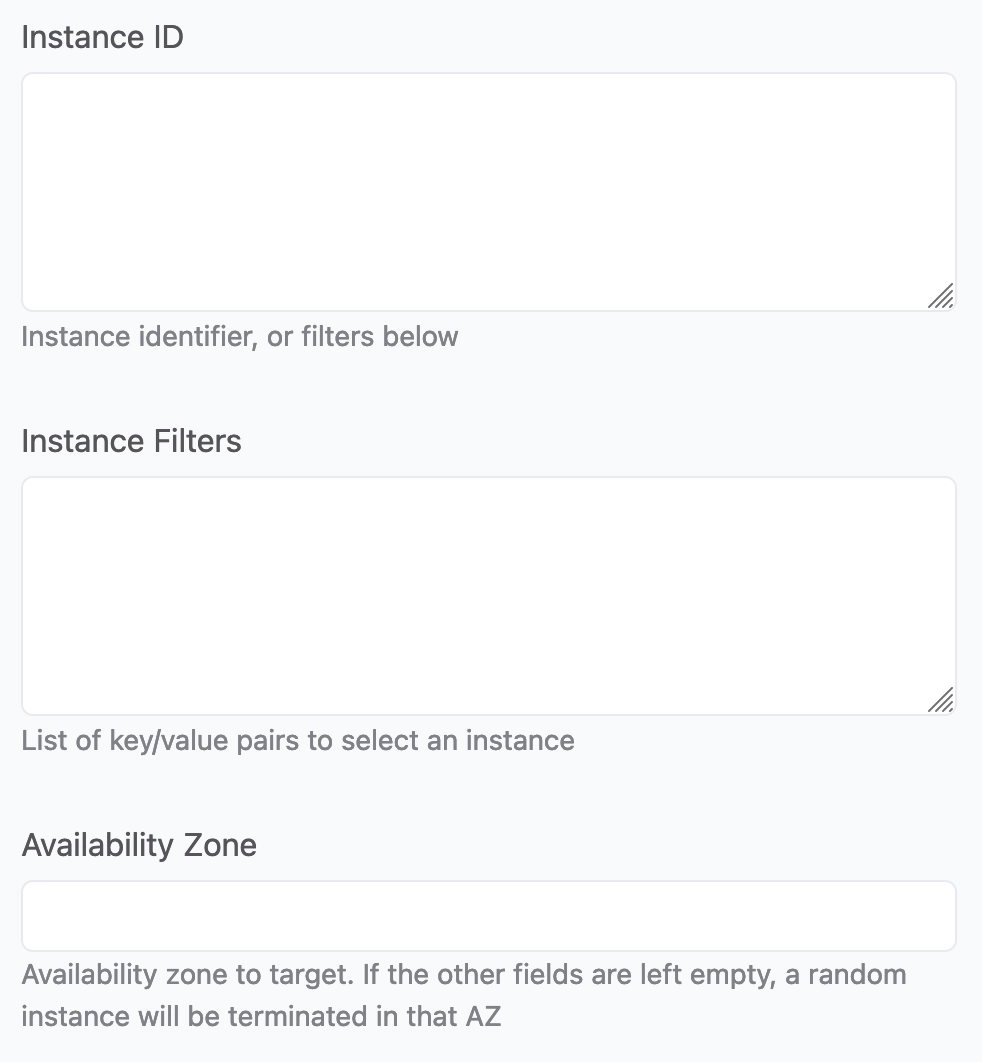 Instance ID
Instance identifier, or filters below
Instance Filters
List of key/value pairs to select an instance
Availability Zone
Availability zone to target. If the other fields are left empty, a random
instance will be terminated in that AZ